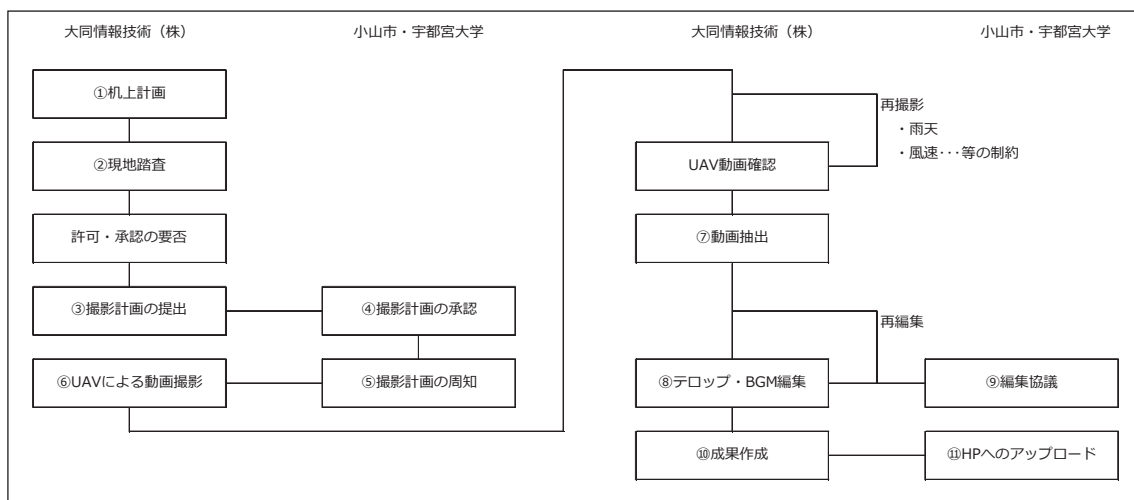 大同情報技術（株）
小山市・宇都宮大学
①机上計画
②現地踏査
許可・承認の要否
③撮影計画の提出
④撮影計画の承認
⑥UAVによる動画撮影
⑤撮影計画の周知
大同情報技術（株）
小山市・宇都宮大学
再撮影
・雨天
・風速･･･等の制約
UAV動画確認
⑦動画抽出
再編集
⑧テロップ・BGM編集
⑨編集協議
⑩成果作成
⑪HPへのアップロード